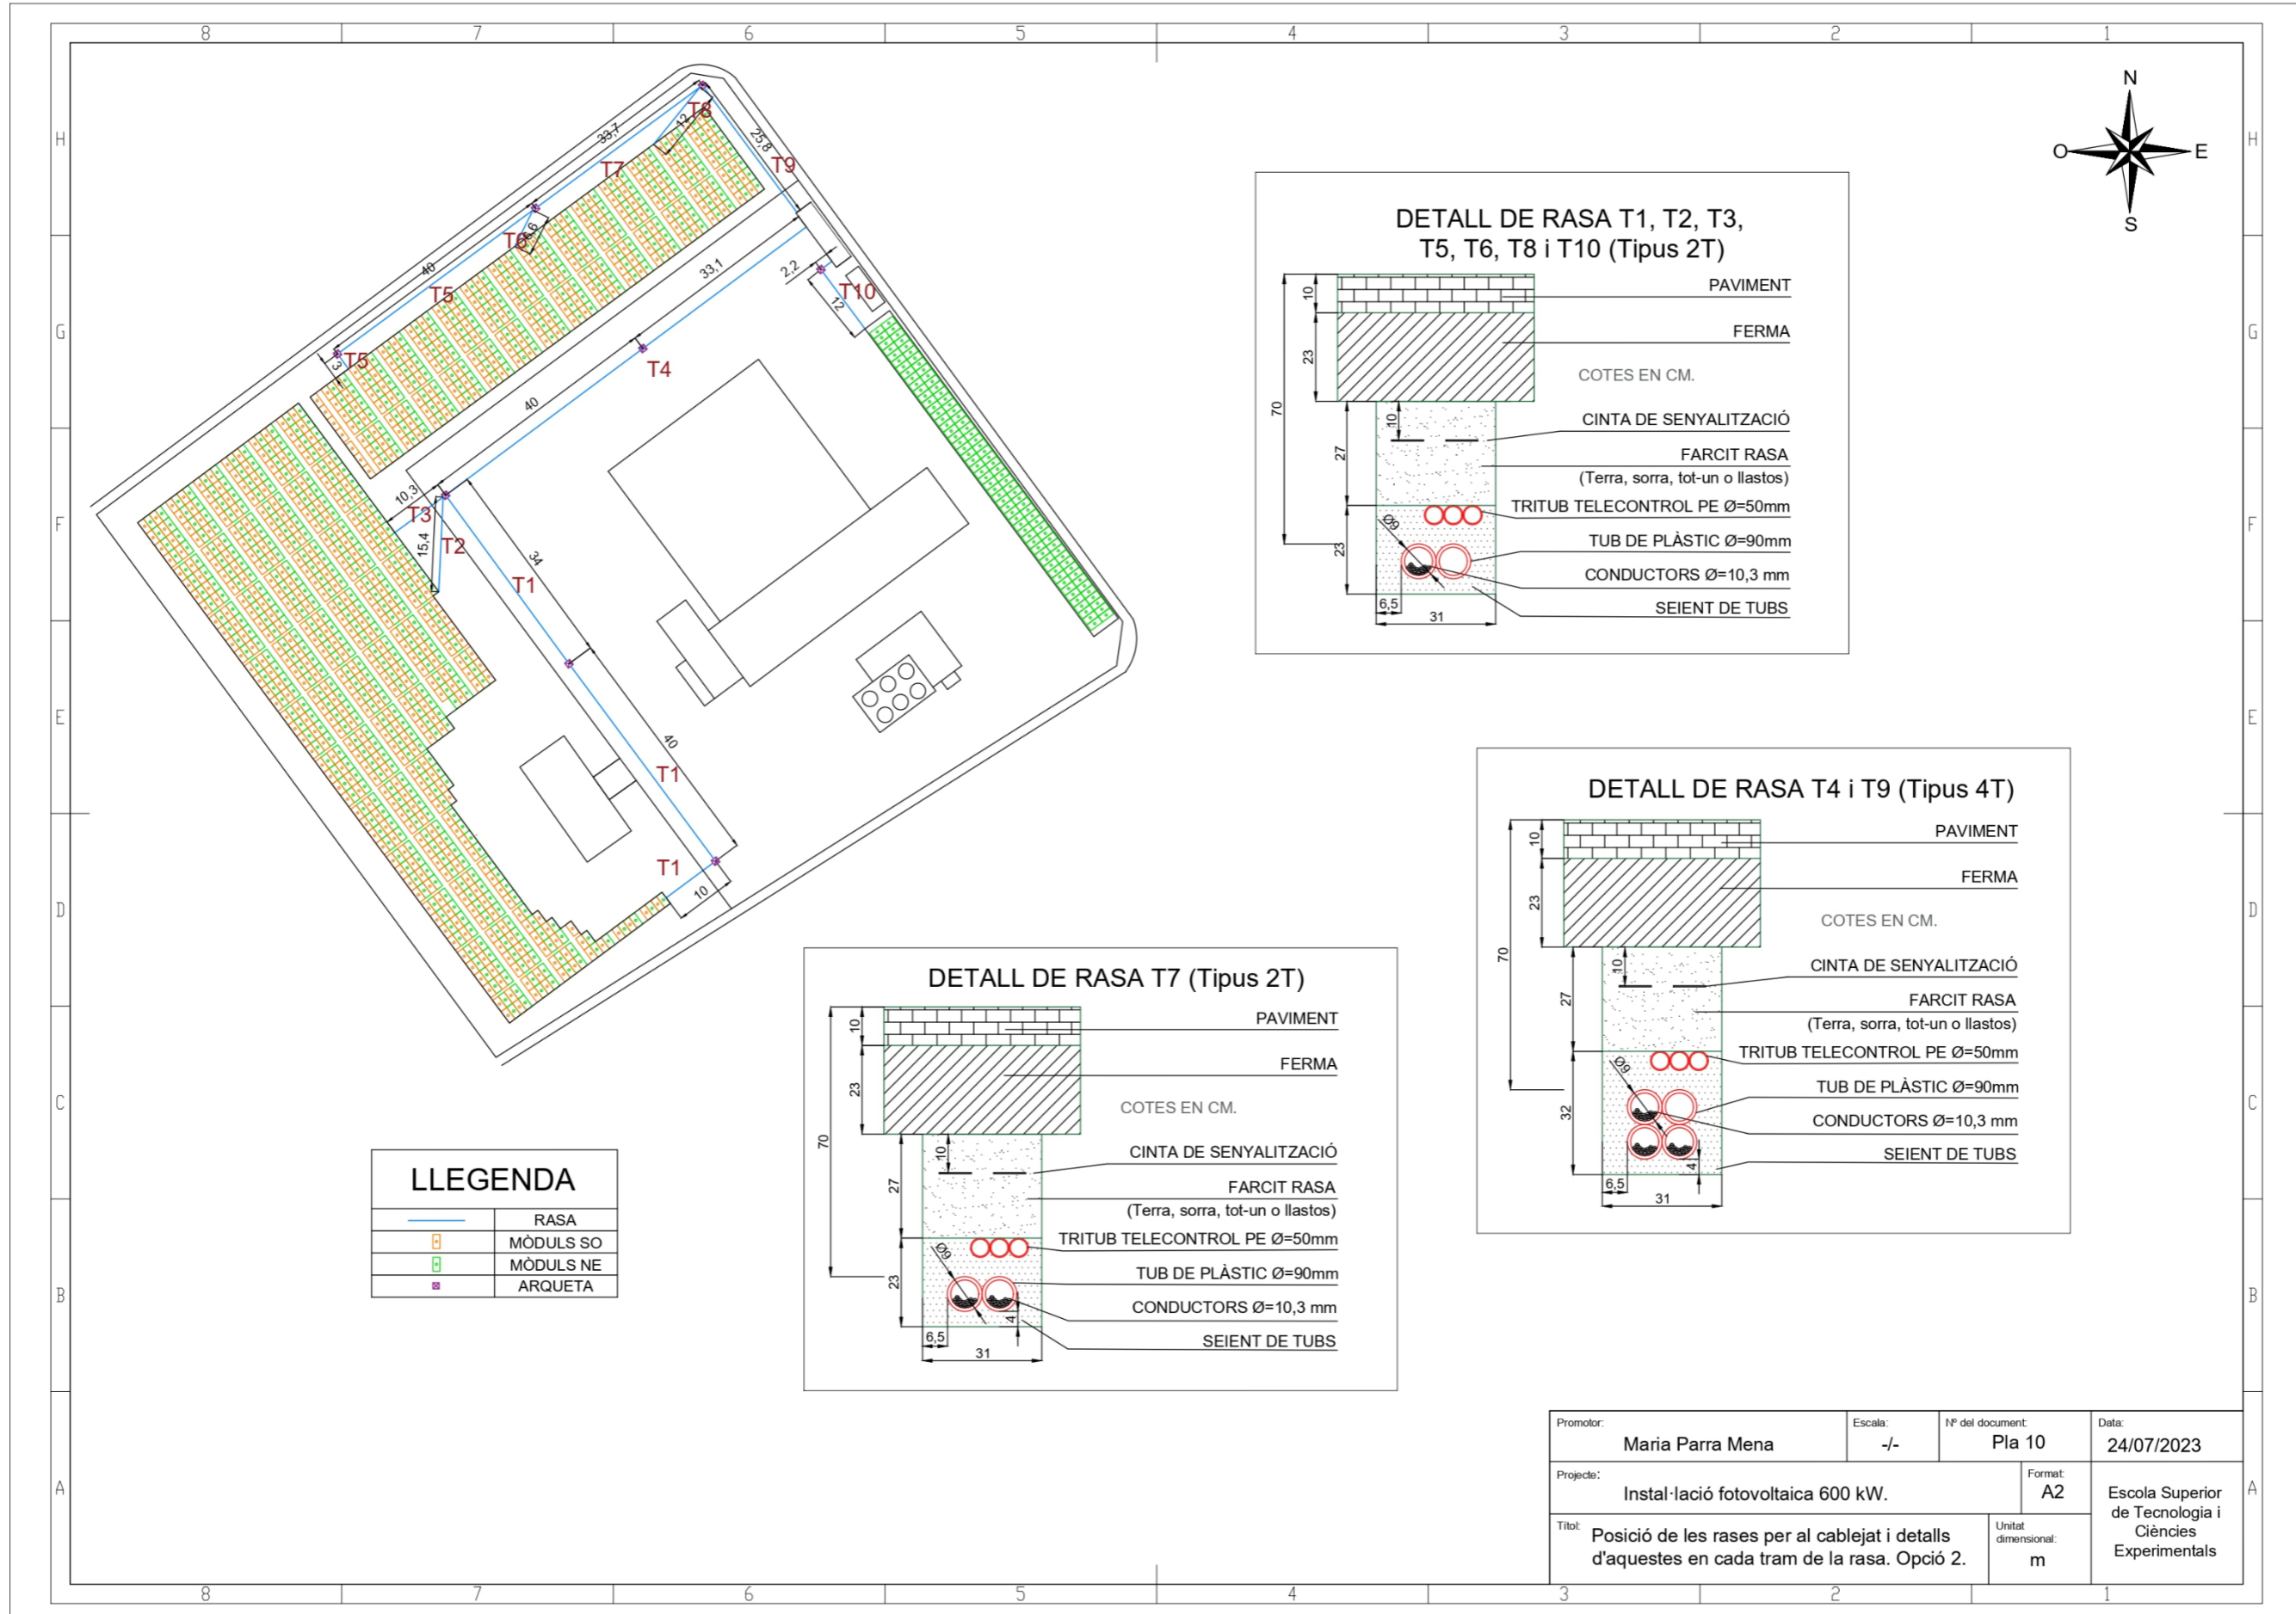 8 7 6 5 4 3 2 1
H
G
F
E
D
C
B
A
H
G
F
E
D
C
B
A
N
O
E
S
T8
12
33,7
25,8
T9
T7
T6
6,6
40
T5
T5
3
33,1
2,2
T10
12
T4
40
10,3
T3
15,4
T2
34
T1
40
T1
T1
10
DETALL DE RASA T1, T2, T3,
T5, T6, T8 i T10 (Tipus 2T)
PAVIMENT
FERMA
COTES EN CM.
CINTA DE SENYALITZACIÓ
FARCIT RASA
(Terra, sorra, tot-un o llastos)
TRITUB TELECONTROL PE Ø=50mm
TUB DE PLÀSTIC Ø=90mm
CONDUCTORS Ø=10,3 mm
SEIENT DE TUBS
10
23
70
10
27
23
Ø9
6,5
31
DETALL DE RASA T4 i T9 (Tipus 4T)
PAVIMENT
FERMA
COTES EN CM.
CINTA DE SENYALITZACIÓ
FARCIT RASA
(Terra, sorra, tot-un o llastos)
TRITUB TELECONTROL PE Ø=50mm
TUB DE PLÀSTIC Ø=90mm
CONDUCTORS Ø=10,3 mm
SEIENT DE TUBS
10
23
70
10
27
32
Ø9
4
6,5
31
DETALL DE RASA T7 (Tipus 2T)
PAVIMENT
FERMA
COTES EN CM.
CINTA DE SENYALITZACIÓ
FARCIT RASA
(Terra, sorra, tot-un o llastos)
TRITUB TELECONTROL PE Ø=50mm
TUB DE PLÀSTIC Ø=90mm
CONDUCTORS Ø=10,3 mm
SEIENT DE TUBS
10
23
70
10
27
23
Ø9
4
6,5
31
LLEGENDA
RASA
MÒDULS SO
MÒDULS NE
ARQUETA
Promotor:
Maria Parra Mena
Escala:
-/-
Nº del document:
Pla 10
Data:
24/07/2023
Projecte:
Instal·lació fotovoltaica 600 kW.
Format:
A2
Escola Superior
de Tecnologia i
Ciències
Experimentals
Títol:
Posició de les rases per al cablejat i detalls
d'aquestes en cada tram de la rasa. Opció 2.
Unitat
dimensional:
m
8 7 6 5 4 3 2 1